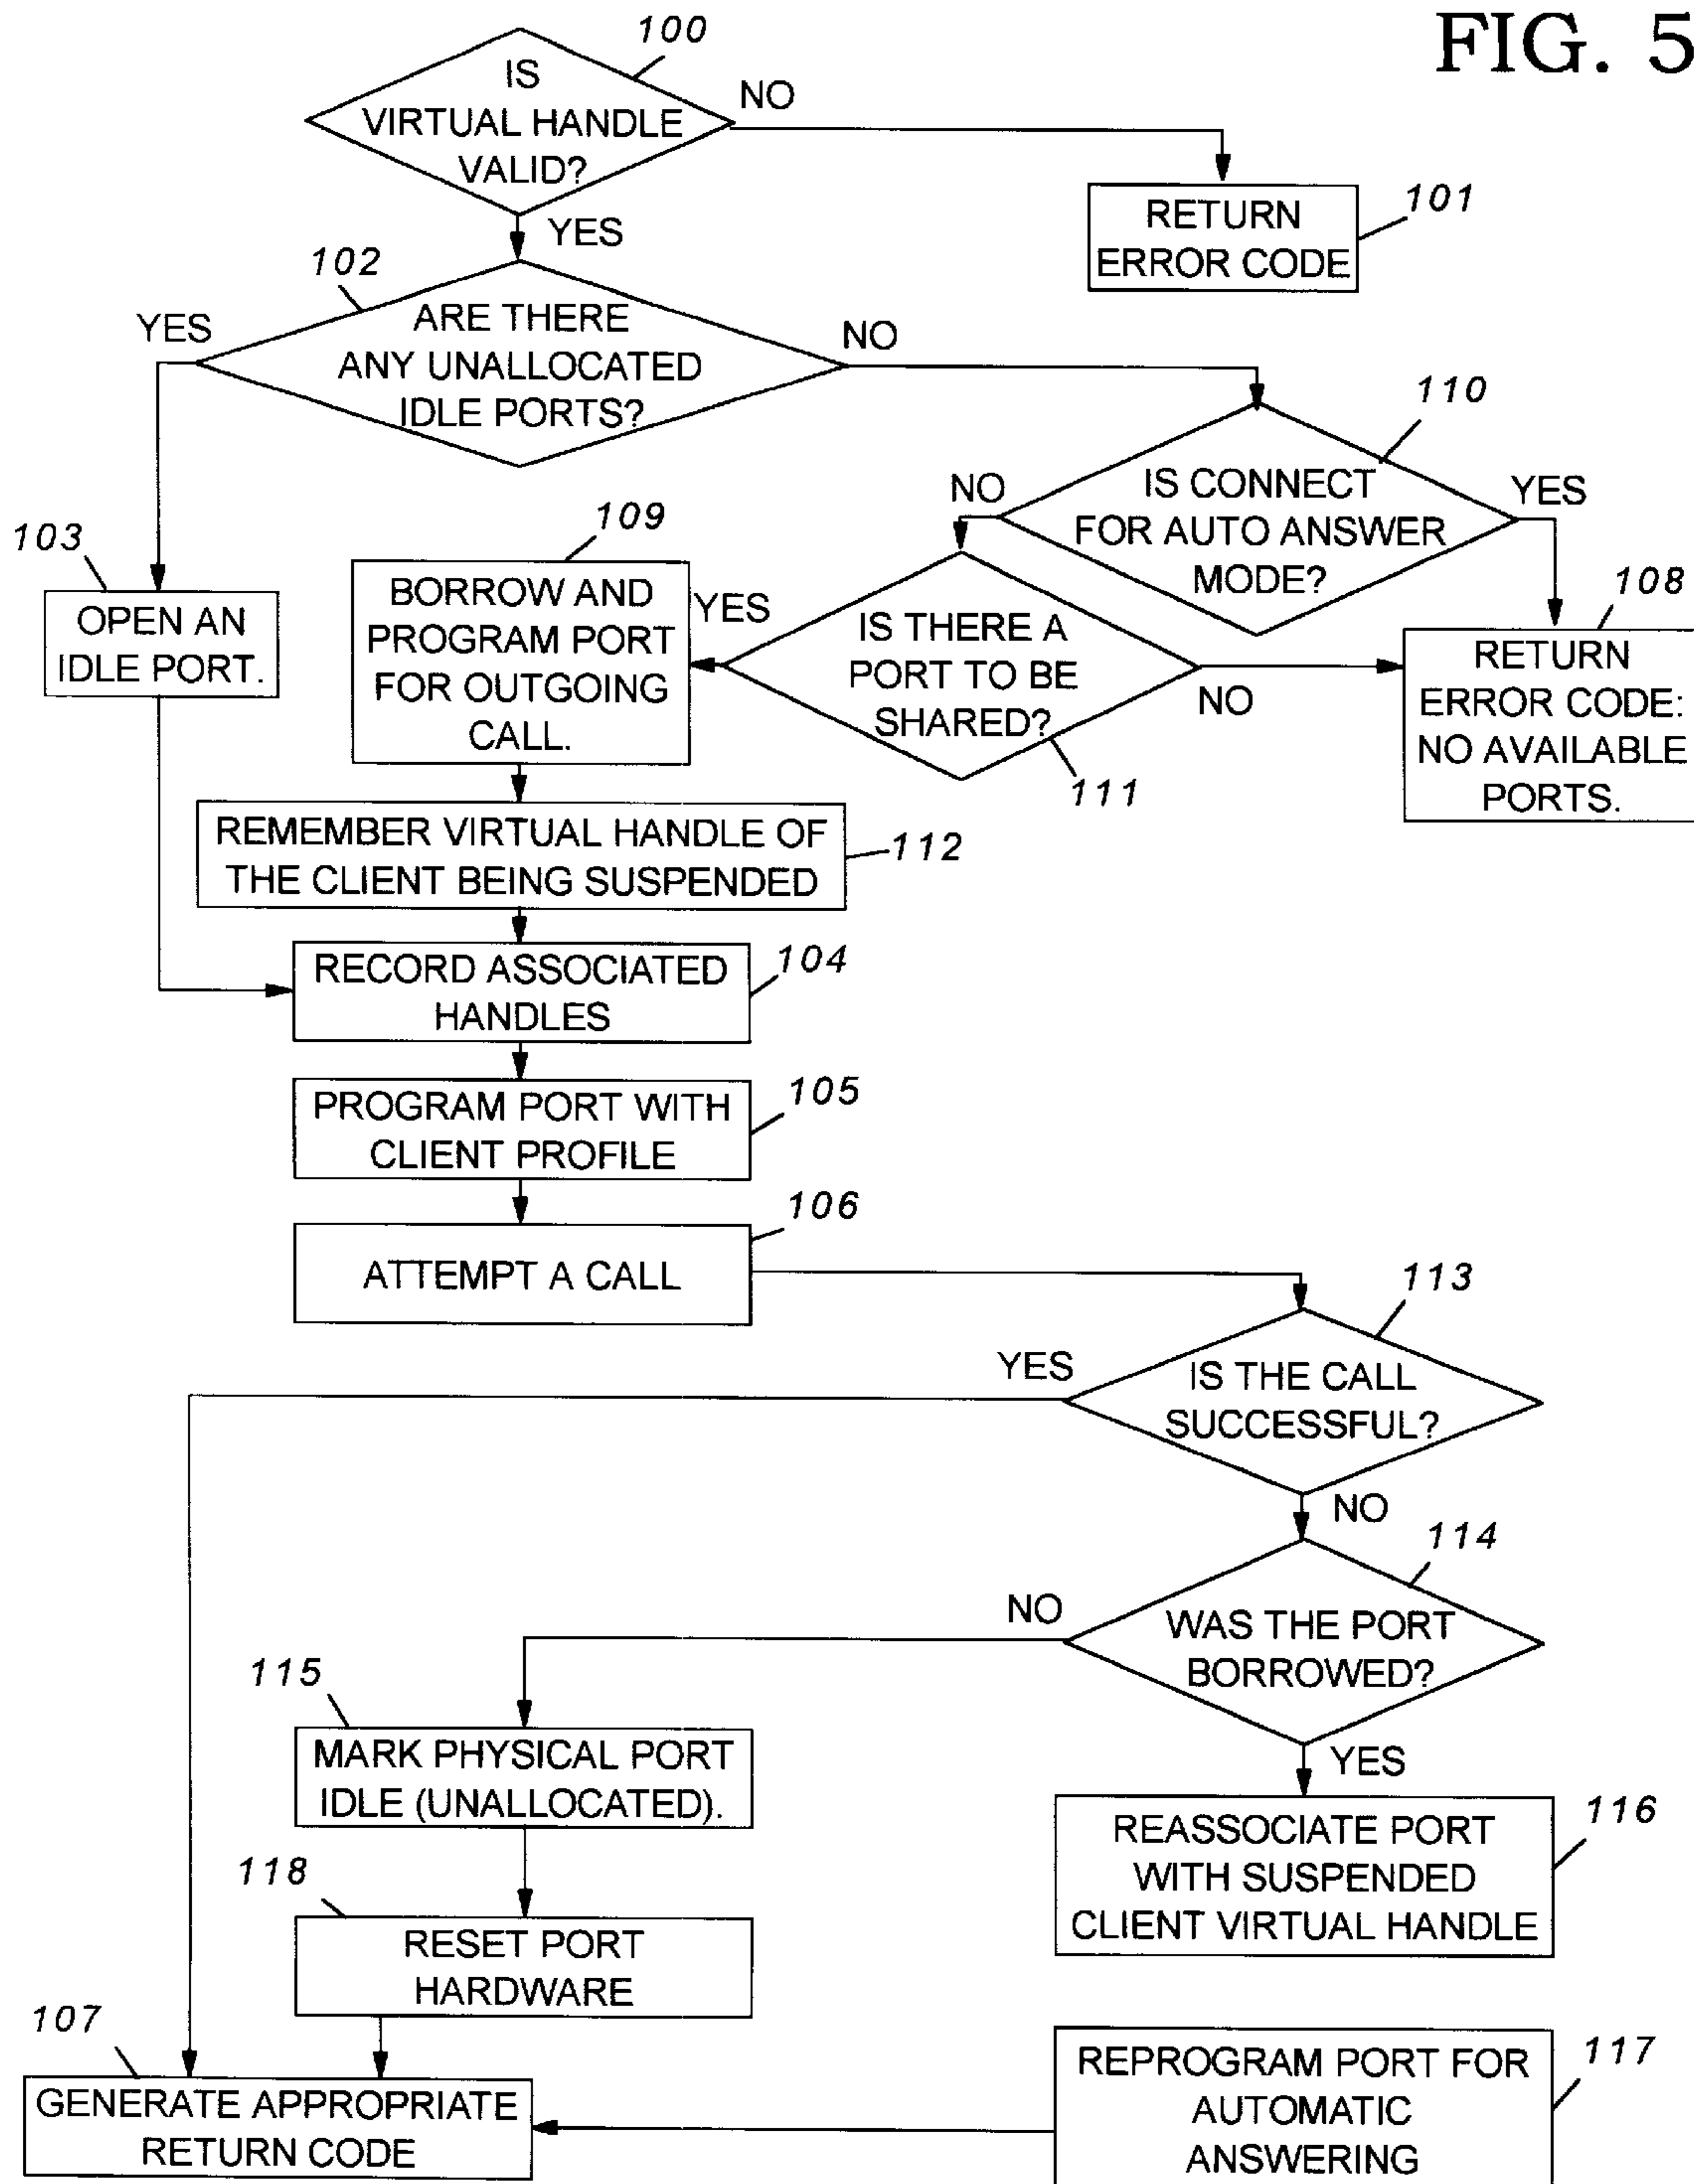 FIG. 5
100
IS
VIRTUAL HANDLE
VALID?
NO
YES
RETURN
ERROR CODE
101
102
ARE THERE
ANY UNALLOCATED
IDLE PORTS?
YES
NO
110
IS CONNECT
FOR AUTO ANSWER
MODE?
NO
YES
103
OPEN AN
IDLE PORT.
109
BORROW AND
PROGRAM PORT
FOR OUTGOING
CALL.
YES
IS THERE A
PORT TO BE
SHARED?
NO
111
108
RETURN
ERROR CODE:
NO AVAILABLE
PORTS.
REMEMBER VIRTUAL HANDLE OF
THE CLIENT BEING SUSPENDED
112
RECORD ASSOCIATED
HANDLES
104
PROGRAM PORT WITH
CLIENT PROFILE
105
ATTEMPT A CALL
106
113
IS THE CALL
SUCCESSFUL?
YES
NO
114
WAS THE PORT
BORROWED?
NO
YES
115
MARK PHYSICAL PORT
IDLE (UNALLOCATED).
REASSOCIATE PORT
WITH SUSPENDED
CLIENT VIRTUAL HANDLE
116
118
RESET PORT
HARDWARE
107
GENERATE APPROPRIATE
RETURN CODE
REPROGRAM PORT FOR
AUTOMATIC
ANSWERING
117